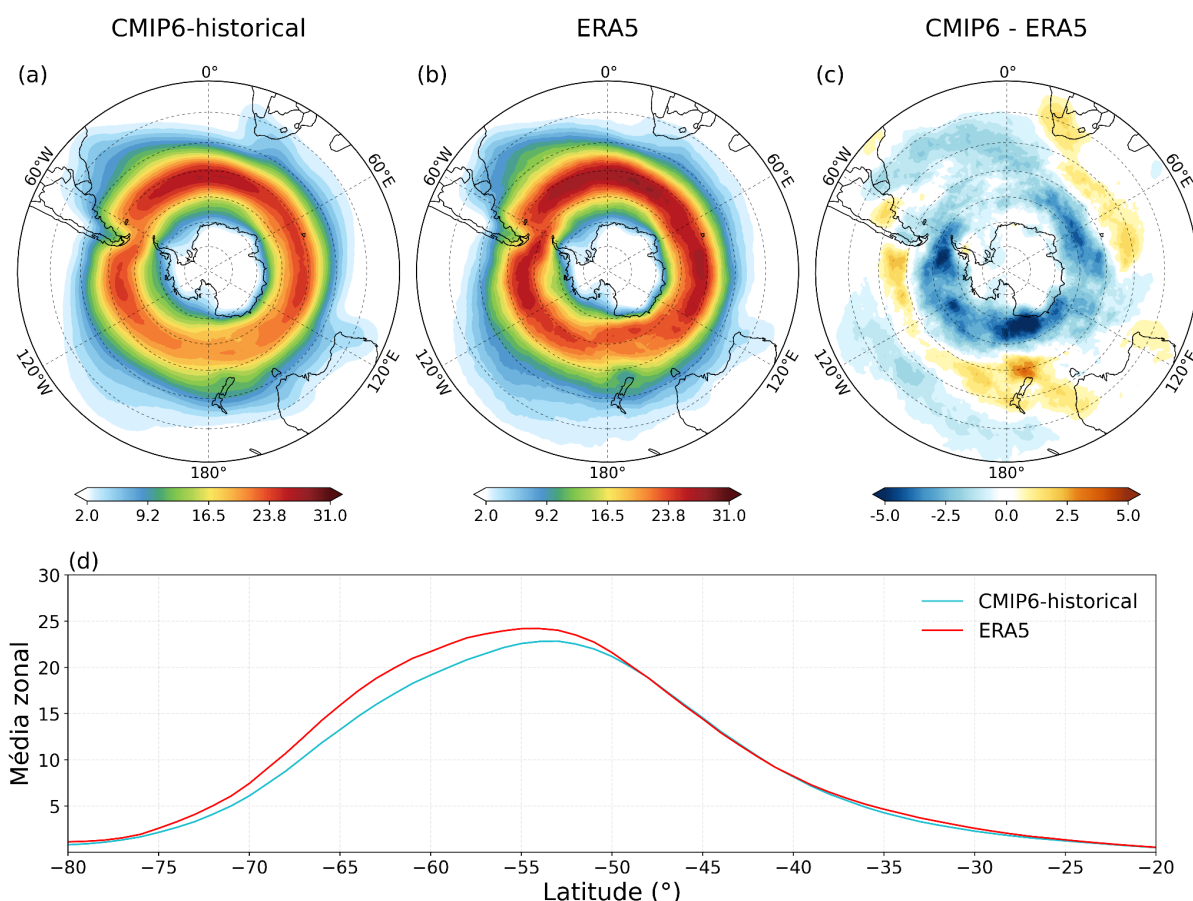 CMIP6-historical
ERA5
CMIP6 - ERA5
(a)
(b)
(c)
0°
0°
0°
60°W
60°E
60°W
60°E
60°W
60°E
120°W
120°E
120°W
120°E
120°W
120°E
180°
180°
180°
2.0 9.2 16.5 23.8 31.0
2.0 9.2 16.5 23.8 31.0
-5.0 -2.5 0.0 2.5 5.0
(d)
30
25
20
15
10
5
Média zonal
CMIP6-historical
ERA5
−80 −75 −70 −65 −60 −55 −50 −45 −40 −35 −30 −25 −20
Latitude (°)